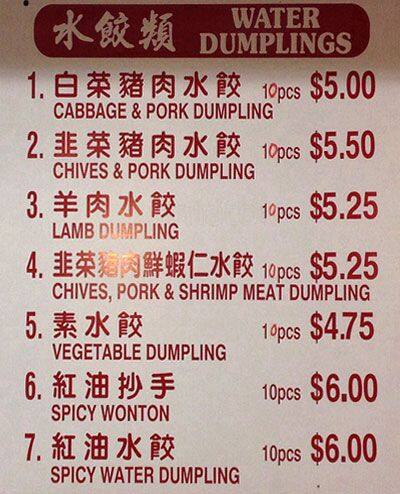 水餃類 WATER DUMPLINGS
1. 白菜豬肉水餃 10pcs $5.00
CABBAGE & PORK DUMPLING
2. 韭菜豬肉水餃 10pcs $5.50
CHIVES & PORK DUMPLING
3. 羊肉水餃 10pcs $5.25
LAMB DUMPLING
4. 韭菜豬肉鮮蝦仁水餃 10pcs $5.25
CHIVES, PORK & SHRIMP MEAT DUMPLING
5. 素水餃 10pcs $4.75
VEGETABLE DUMPLING
6. 紅油抄手 10pcs $6.00
SPICY WONTON
7. 紅油水餃 10pcs $6.00
SPICY WATER DUMPLING